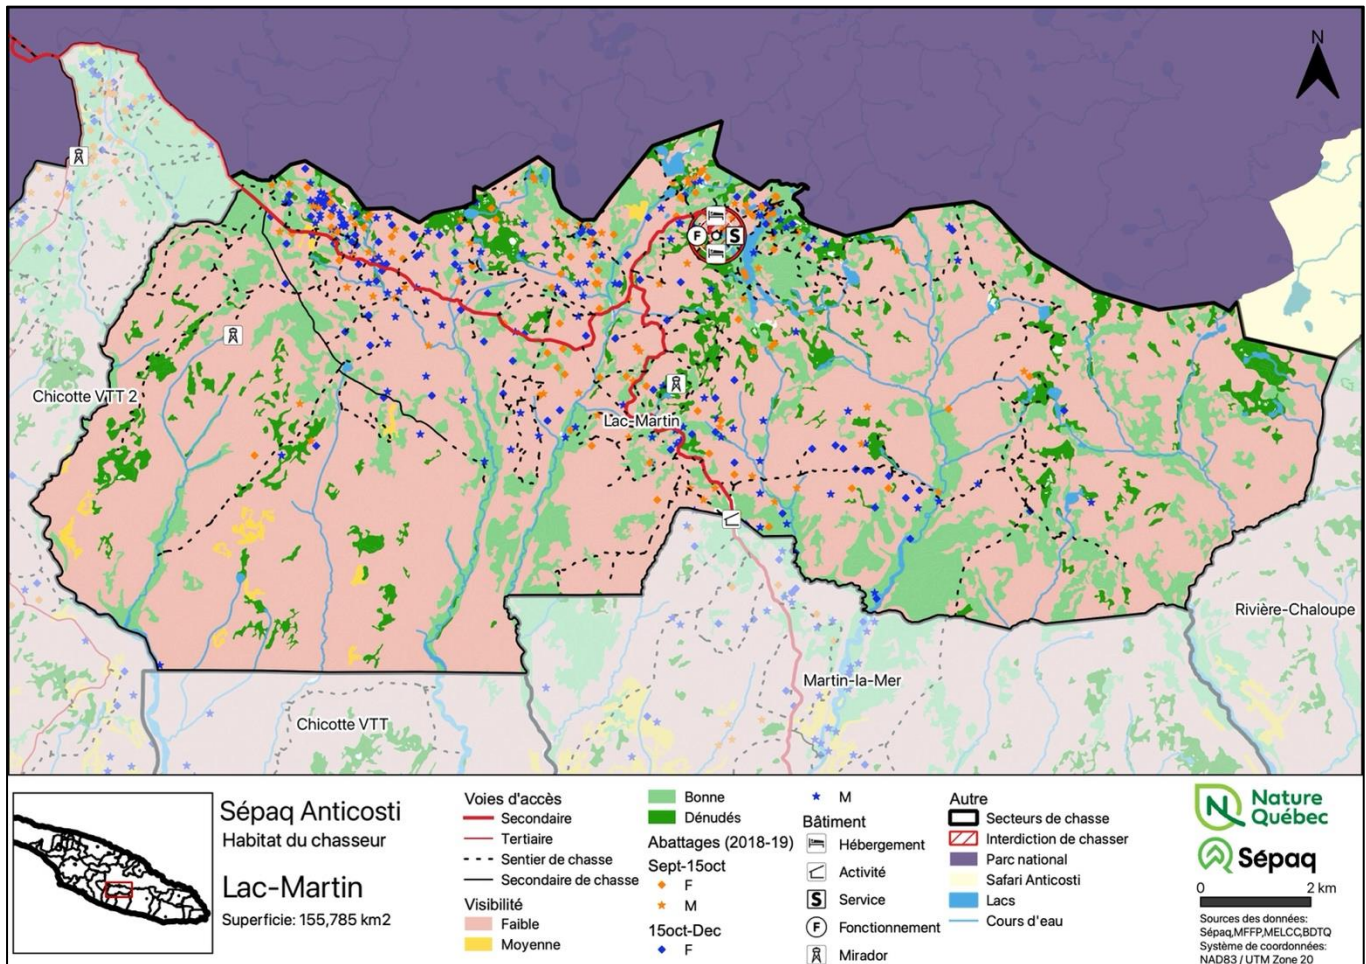 N
F
S
Chicotte VTT 2
Lac-Martin
Rivière-Chaloupe
Martin-la-Mer
Chicotte VTT
Sépaq Anticosti
Habitat du chasseur
Lac-Martin
Superficie: 155,785 km2
Voies d'accès
Secondaire
Tertiaire
Sentier de chasse
Secondaire de chasse
Visibilité
Faible
Moyenne
Bonne
Dénudés
Abattages (2018-19)
Sept-15oct
F
M
15oct-Dec
F
M
Bâtiment
Hébergement
Activité
S Service
F Fonctionnement
Mirador
Autre
Secteurs de chasse
Interdiction de chasser
Parc national
Safari Anticosti
Lacs
Cours d'eau
Nature
Québec
Sépaq
0 2 km
Sources des données:
Sépaq,MFFP,MELCC,BDTQ
Système de coordonnées:
NAD83 / UTM Zone 20